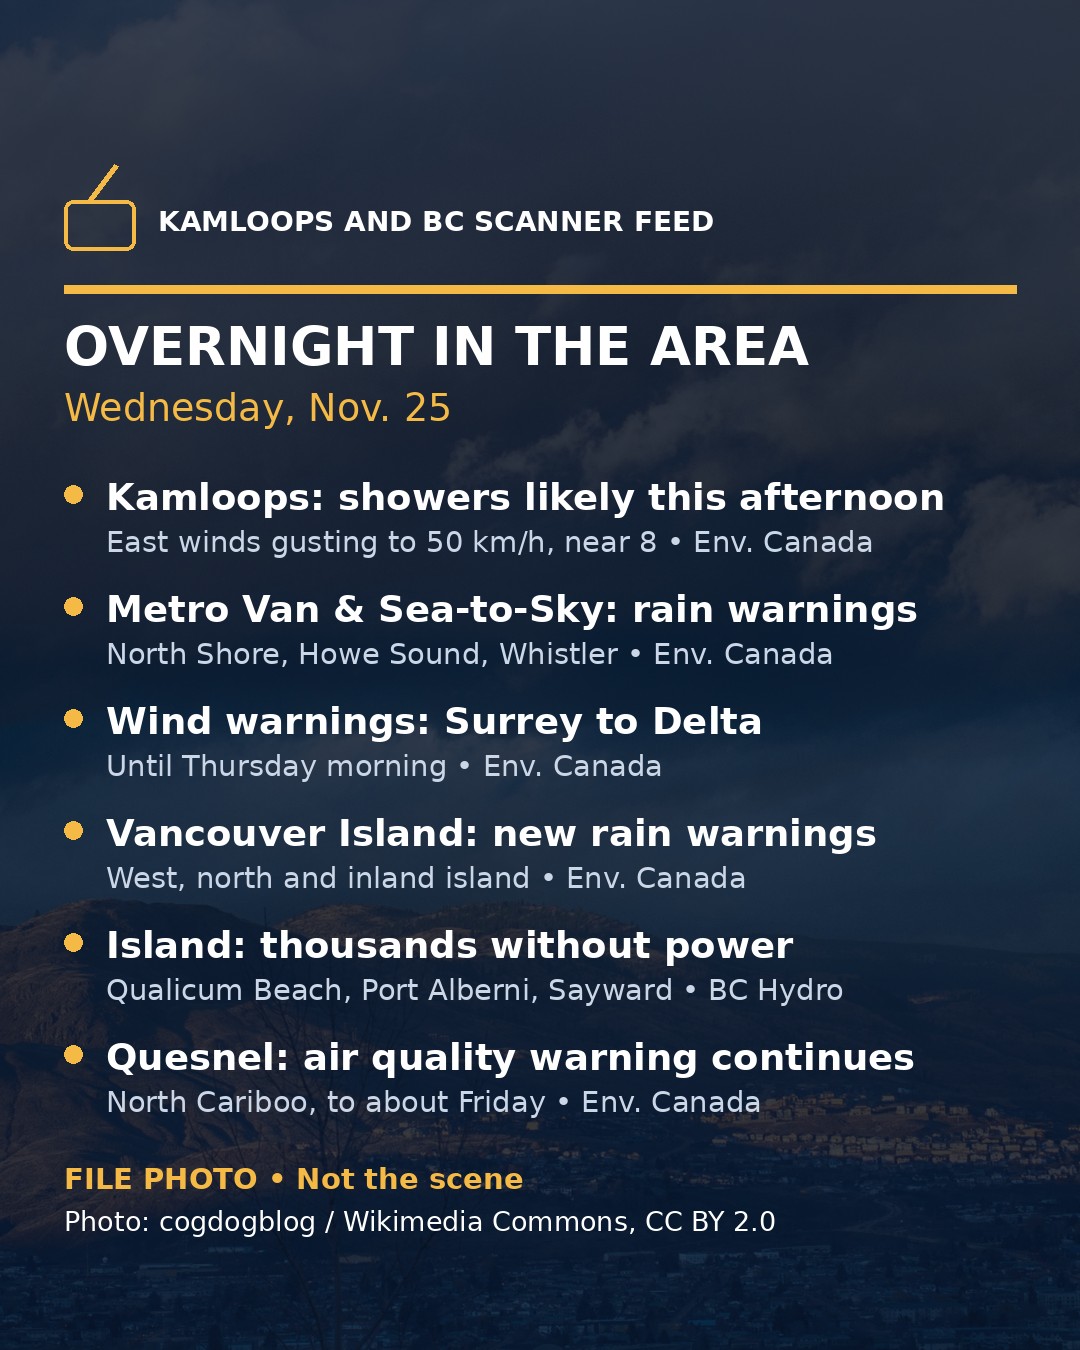 KAMLOOPS AND BC SCANNER FEED
OVERNIGHT IN THE AREA
Wednesday, Nov. 25
Kamloops: showers likely this afternoon
East winds gusting to 50 km/h, near 8 • Env. Canada
Metro Van & Sea-to-Sky: rain warnings
North Shore, Howe Sound, Whistler • Env. Canada
Wind warnings: Surrey to Delta
Until Thursday morning • Env. Canada
Vancouver Island: new rain warnings
West, north and inland island • Env. Canada
Island: thousands without power
Qualicum Beach, Port Alberni, Sayward • BC Hydro
Quesnel: air quality warning continues
North Cariboo, to about Friday • Env. Canada
FILE PHOTO • Not the scene
Photo: cogdogblog / Wikimedia Commons, CC BY 2.0